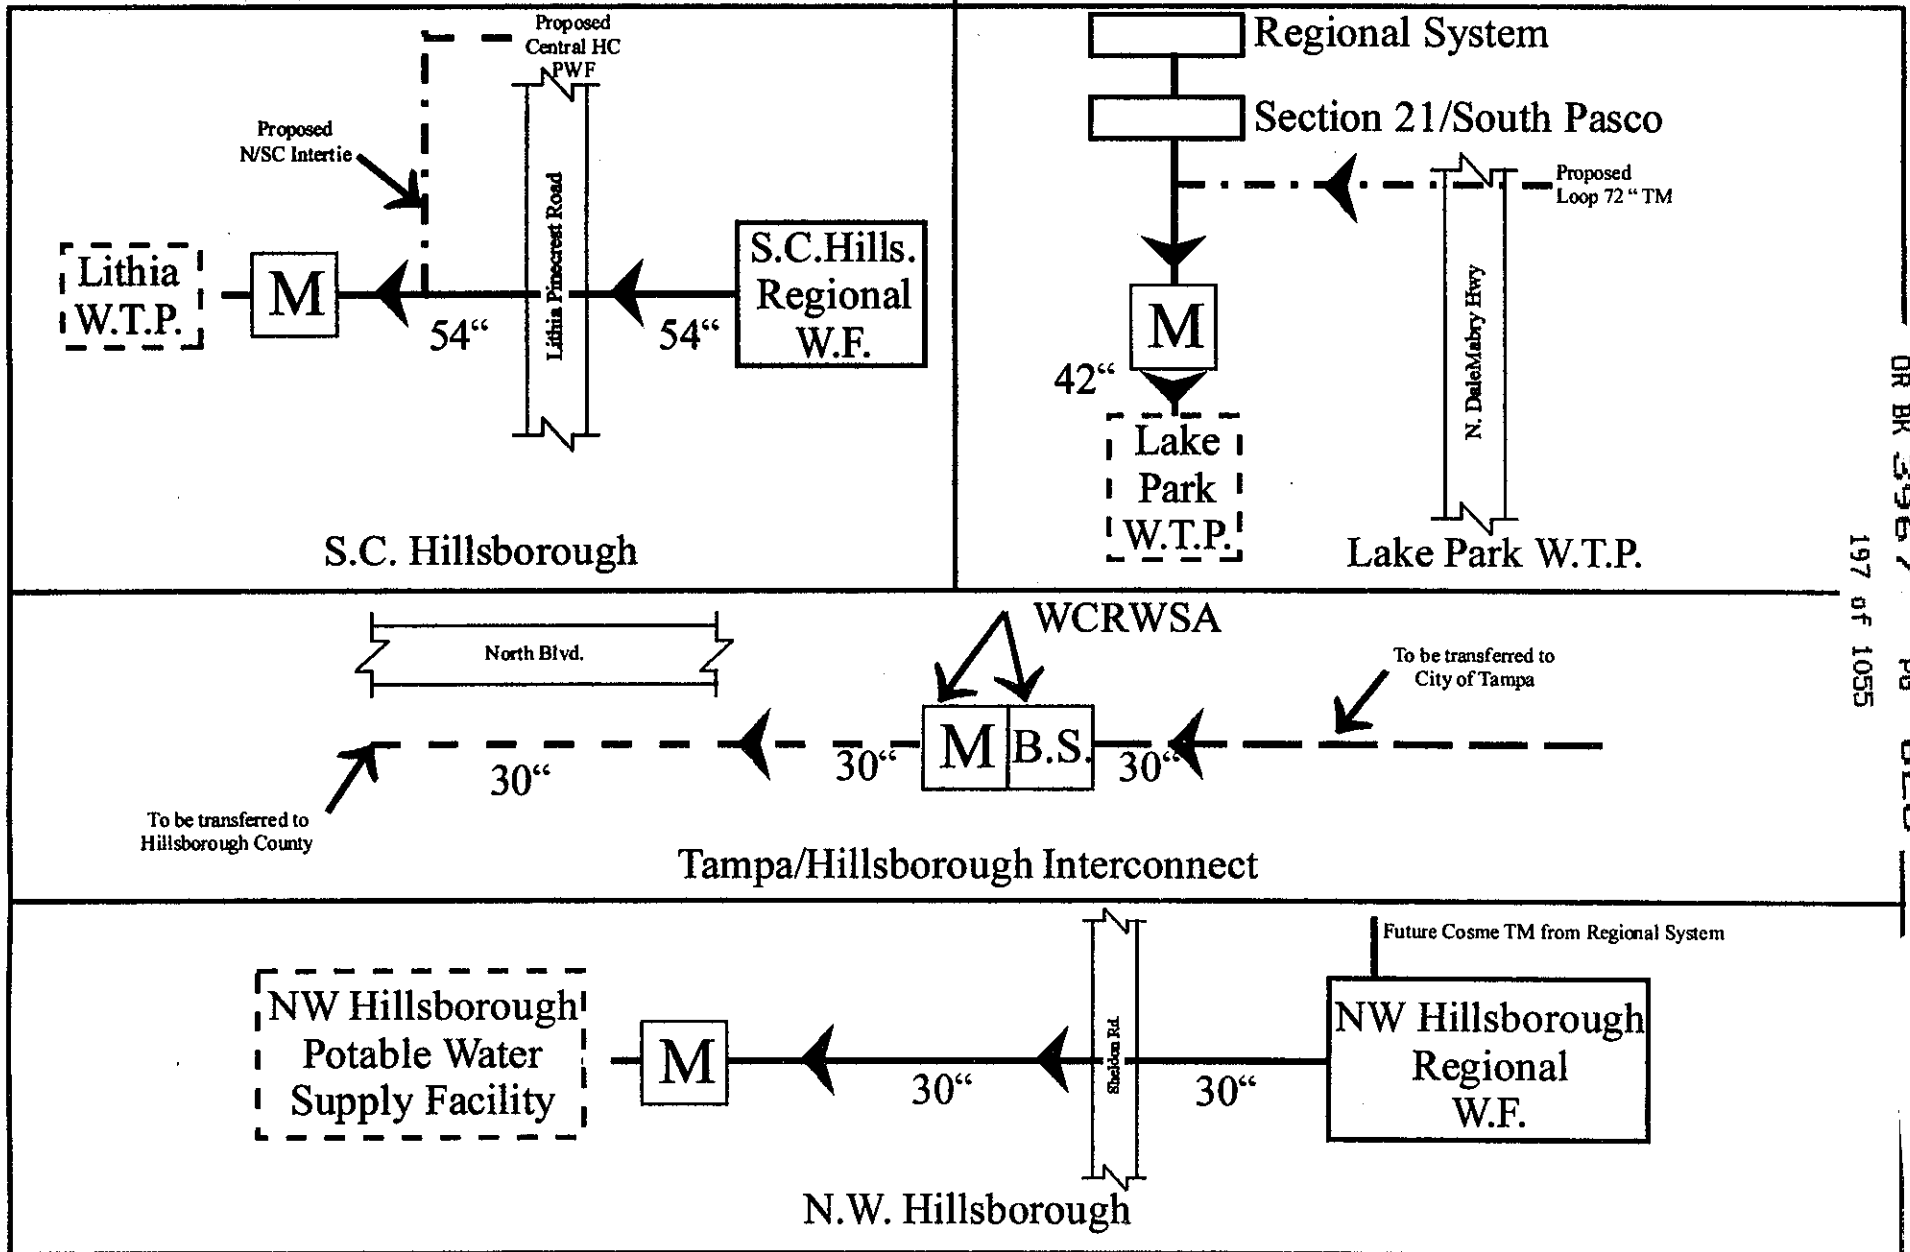 Proposed
Central HC
PWF
Proposed
N/SC Intertie
Lithia Pinecrest Road
Lithia
W.T.P.
M
54“
54“
S.C.Hills.
Regional
W.F.
S.C. Hillsborough
Regional System
Section 21/South Pasco
Proposed
Loop 72“ TM
N. DaleMabry Hwy
M
42“
Lake
Park
W.T.P.
Lake Park W.T.P.
WCRWSA
North Blvd.
To be transferred to
City of Tampa
M
B.S.
30“
30“
30“
To be transferred to
Hillsborough County
Tampa/Hillsborough Interconnect
Future Cosme TM from Regional System
NW Hillsborough
Potable Water
Supply Facility
M
30“
Sheldon Rd.
30“
NW Hillsborough
Regional
W.F.
N.W. Hillsborough
OR BK
197 of 1055